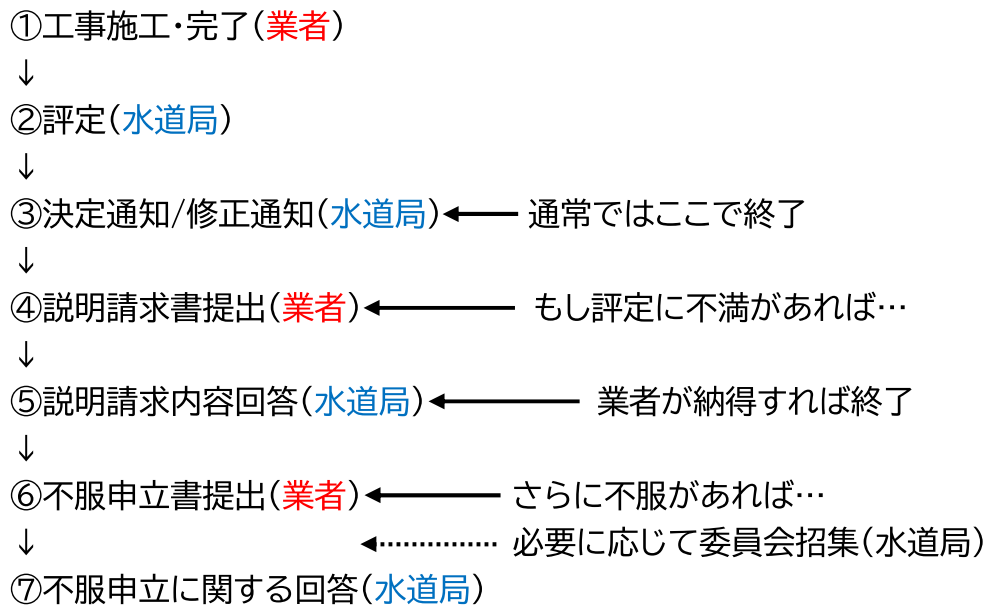 ①工事施工・完了(業者)
↓
②評定(水道局)
↓
③決定通知/修正通知(水道局) 通常ではここで終了
↓
④説明請求書提出(業者) もし評定に不満があれば…
↓
⑤説明請求内容回答(水道局) 業者が納得すれば終了
↓
⑥不服申立書提出(業者) さらに不服があれば…
↓ 必要に応じて委員会招集(水道局)
⑦不服申立に関する回答(水道局)